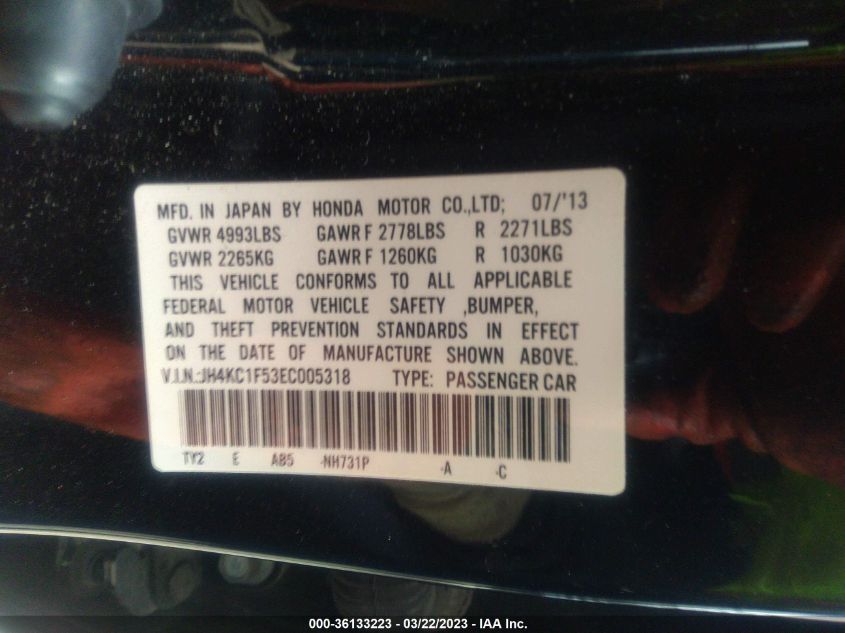 MFD. IN JAPAN BY HONDA MOTOR CO.,LTD; 07/'13
GVWR 4993LBS GAWR F 2778LBS R 2271LBS
GVWR 2265KG GAWR F 1260KG R 1030KG
THIS VEHICLE CONFORMS TO ALL APPLICABLE
FEDERAL MOTOR VEHICLE SAFETY ,BUMPER,
AND THEFT PREVENTION STANDARDS IN EFFECT
ON THE DATE OF MANUFACTURE SHOWN ABOVE.
V.I.N.:JH4KC1F53EC005318 TYPE: PASSENGER CAR
TY2 E AB5 -NH731P -A -C
000-36133223 - 03/22/2023 - IAA Inc.